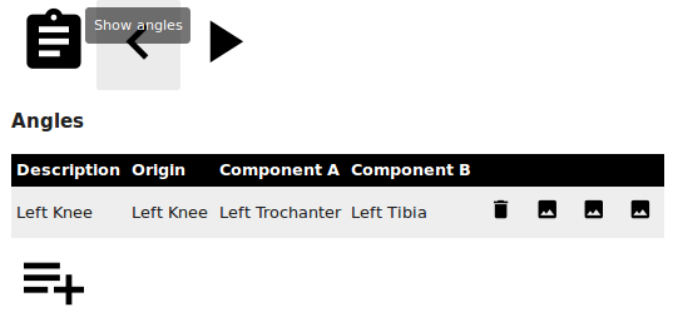 Show angles
Angles
Description Origin Component A Component B
Left Knee Left Knee Left Trochanter Left Tibia